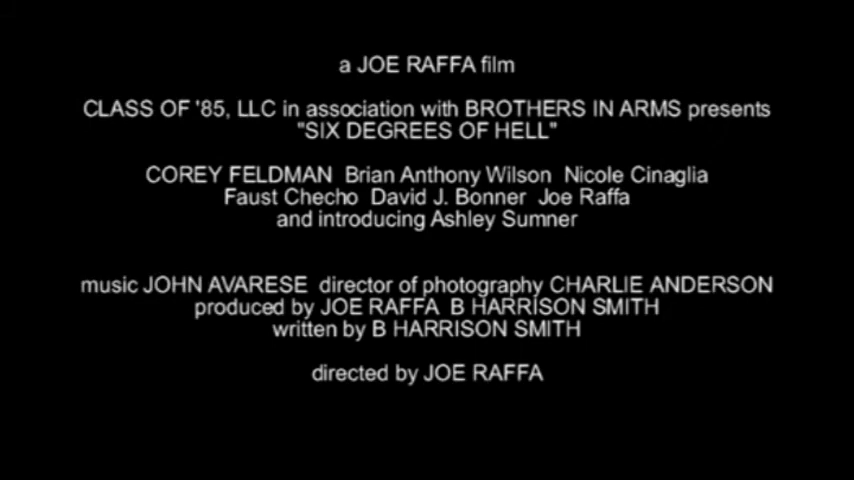 a JOE RAFFA film
CLASS OF '85, LLC in association with BROTHERS IN ARMS presents
"SIX DEGREES OF HELL"
COREY FELDMAN Brian Anthony Wilson Nicole Cinaglia
Faust Checho David J. Bonner Joe Raffa
and introducing Ashley Sumner
music JOHN AVARESE director of photography CHARLIE ANDERSON
produced by JOE RAFFA B HARRISON SMITH
written by B HARRISON SMITH
directed by JOE RAFFA